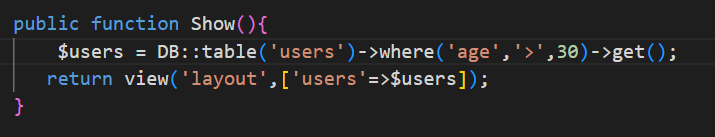 public function Show(){
$users = DB::table('users')->where('age','>',30)->get();
return view('layout',['users'=>$users]);
}